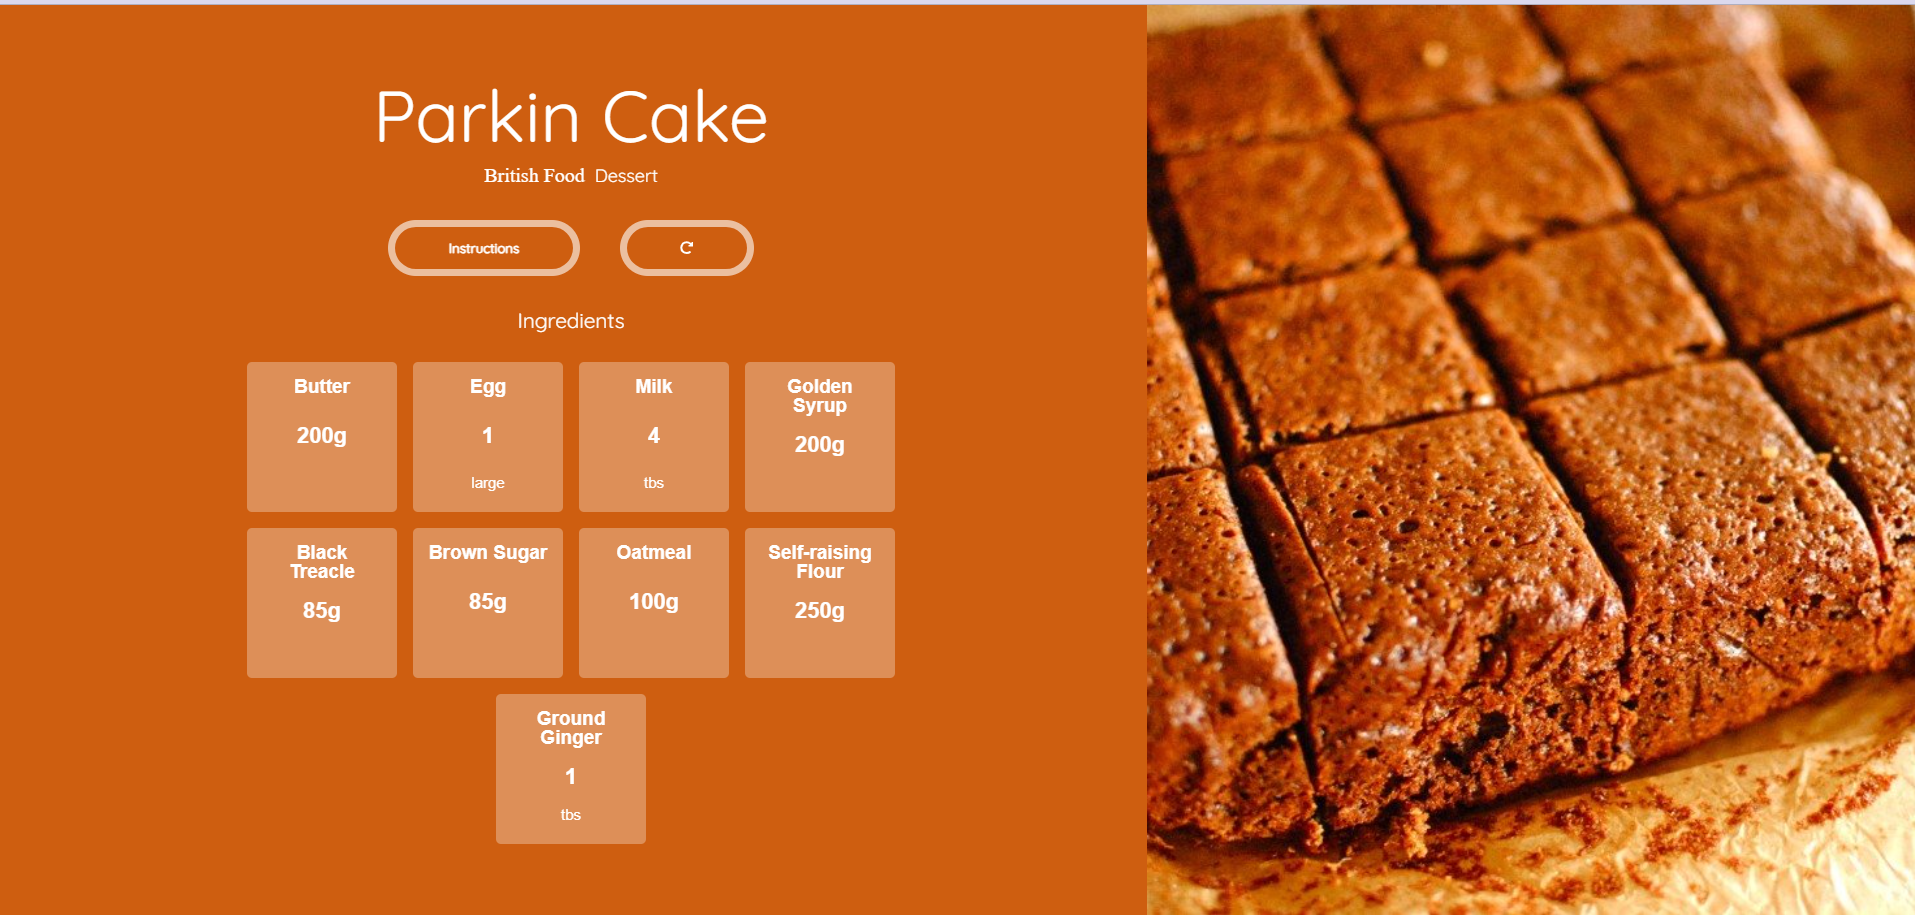 Parkin Cake
British Food Dessert
Instructions
Ingredients
Butter
200g
Egg
1
large
Milk
4
tbs
Golden
Syrup
200g
Black
Treacle
85g
Brown Sugar
85g
Oatmeal
100g
Self-raising
Flour
250g
Ground
Ginger
1
tbs